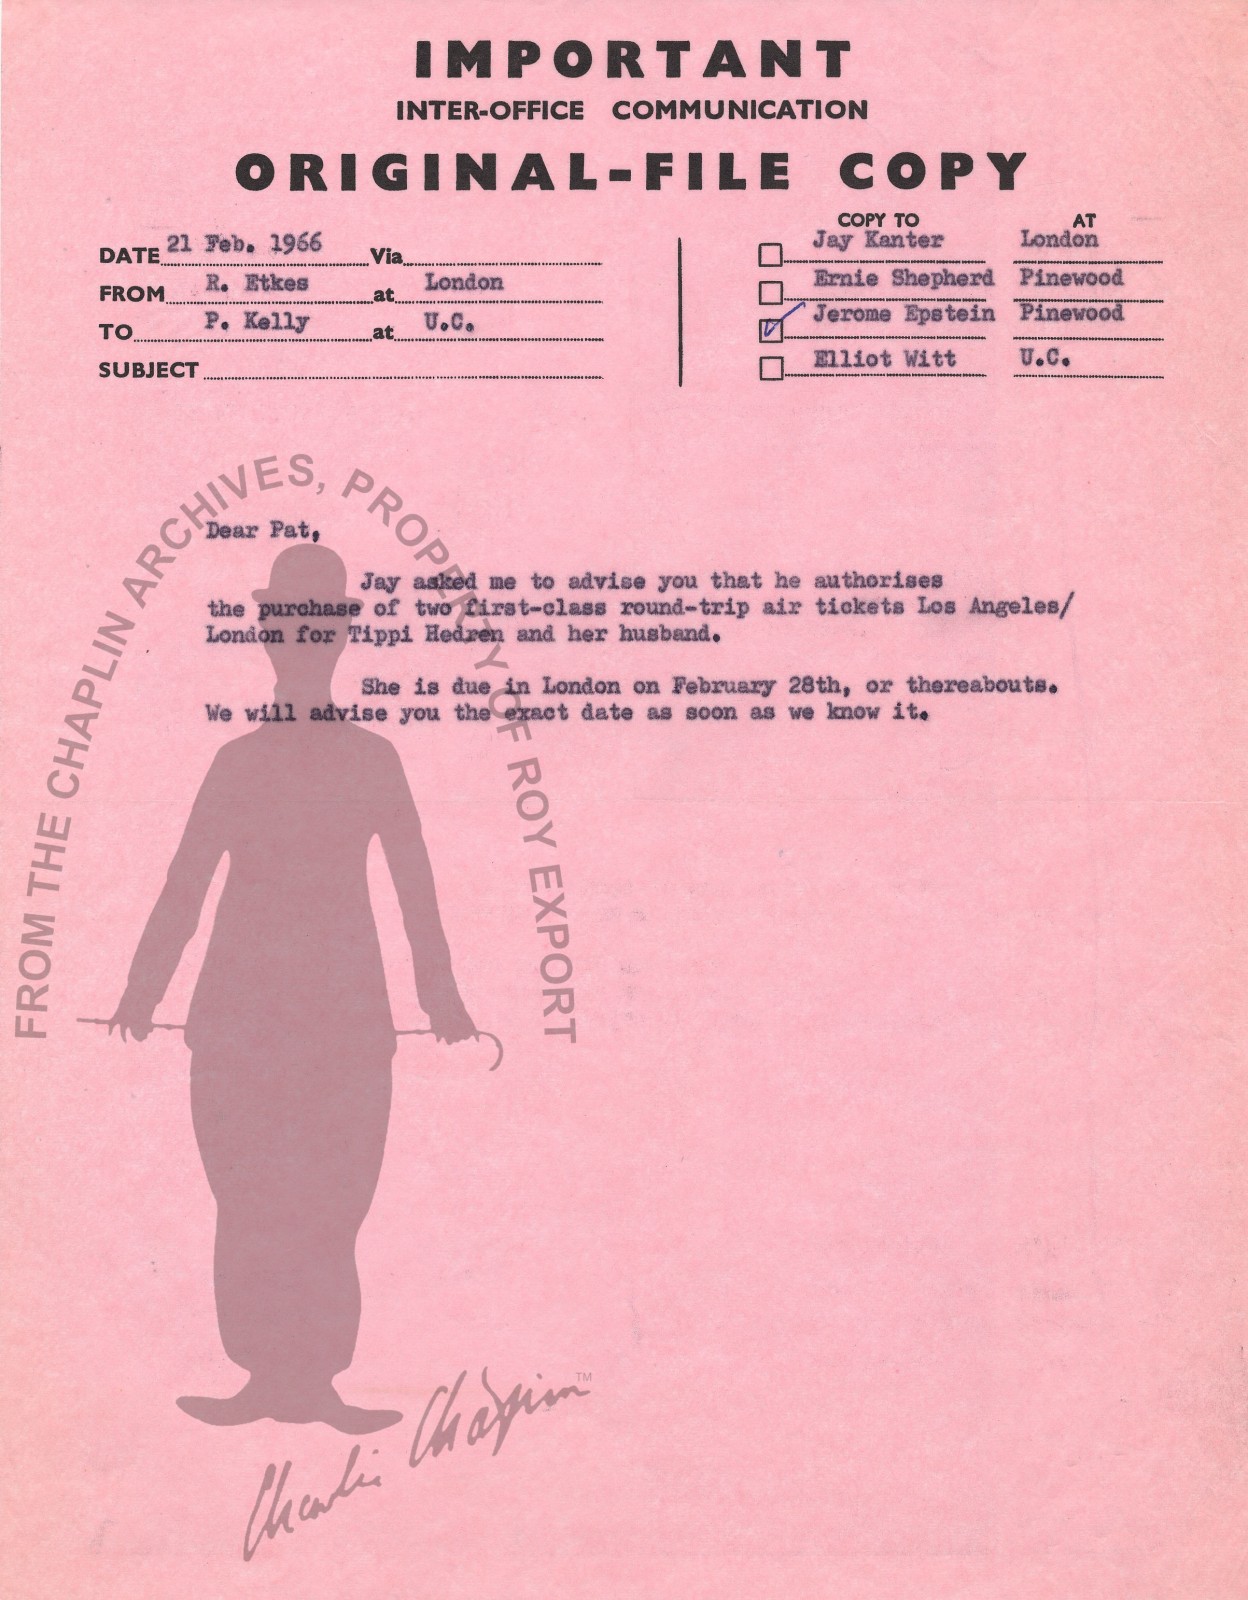 IMPORTANT
INTER-OFFICE COMMUNICATION
ORIGINAL-FILE COPY
COPY TO AT
DATE 21 Feb. 1966 Via
FROM R. Etkes at London
TO P. Kelly at U.C.
SUBJECT
Jay Kanter London
Ernie Shepherd Pinewood
Jerome Epstein Pinewood
Elliot Witt U.C.
FROM THE CHAPLIN ARCHIVES, PROPERTY OF ROY EXPORT
Dear Pat,
Jay asked me to advise you that he authorises
the purchase of two first-class round-trip air tickets Los Angeles/
London for Tippi Hedren and her husband.
She is due in London on February 28th, or thereabouts.
We will advise you the exact date as soon as we know it.
Charlie Chaplin TM